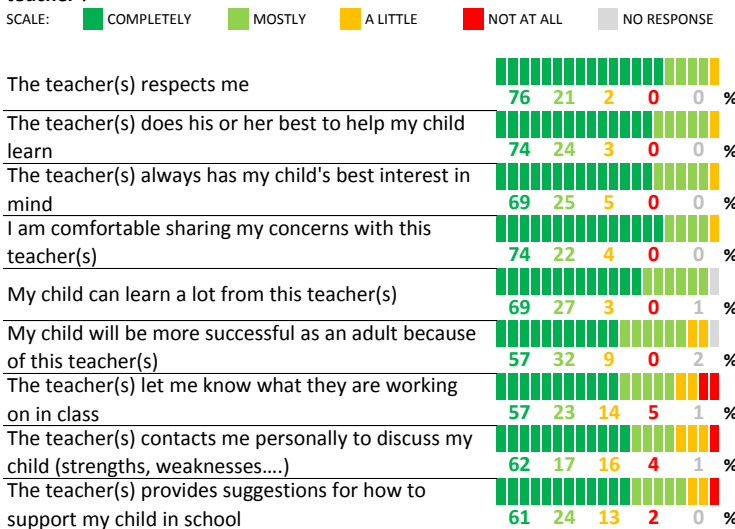 teacher?
SCALE: COMPLETELY MOSTLY A LITTLE NOT AT ALL NO RESPONSE
The teacher(s) respects me
76 21 2 0 0 %
The teacher(s) does his or her best to help my child
learn
74 24 3 0 0 %
The teacher(s) always has my child's best interest in
mind
69 25 5 0 0 %
I am comfortable sharing my concerns with this
teacher(s)
74 22 4 0 0 %
My child can learn a lot from this teacher(s)
69 27 3 0 1 %
My child will be more successful as an adult because
of this teacher(s)
57 32 9 0 2 %
The teacher(s) let me know what they are working
on in class
57 23 14 5 1 %
The teacher(s) contacts me personally to discuss my
child (strengths, weaknesses....)
62 17 16 4 1 %
The teacher(s) provides suggestions for how to
support my child in school
61 24 13 2 0 %